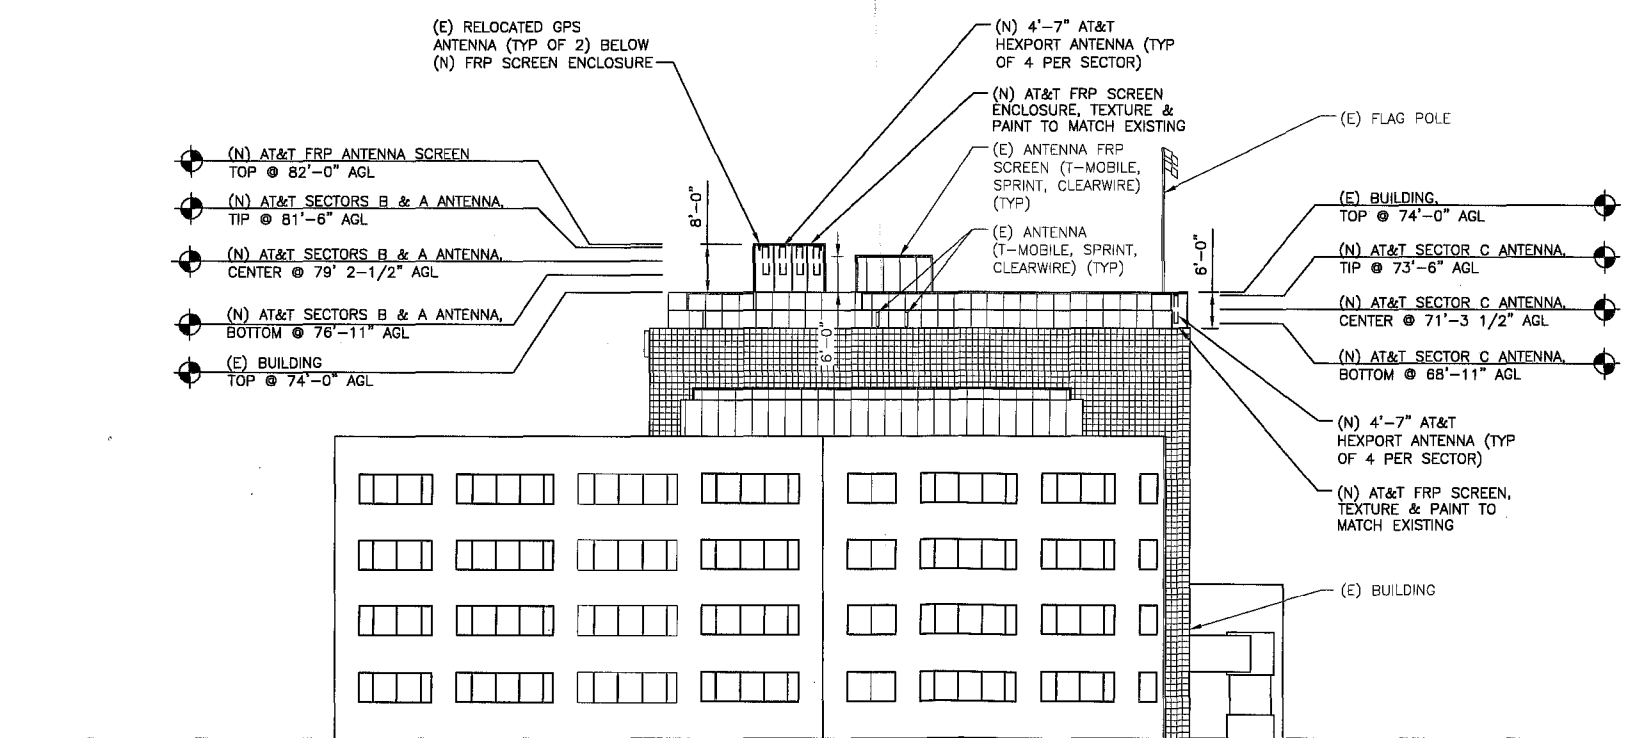 (E) RELOCATED GPS
ANTENNA (TYP OF 2) BELOW
(N) FRP SCREEN ENCLOSURE
(N) 4'-7" AT&T
HEXPORT ANTENNA (TYP
OF 4 PER SECTOR)
(N) AT&T FRP SCREEN
ENCLOSURE, TEXTURE &
PAINT TO MATCH EXISTING
(E) ANTENNA FRP
SCREEN (T-MOBILE,
SPRINT, CLEARWIRE)
(TYP)
(E) ANTENNA
(T-MOBILE, SPRINT,
CLEARWIRE) (TYP)
(E) FLAG POLE
(N) AT&T FRP ANTENNA SCREEN
TOP @ 82'-0" AGL
(N) AT&T SECTORS B & A ANTENNA,
TIP @ 81'-6" AGL
(N) AT&T SECTORS B & A ANTENNA,
CENTER @ 79' 2-1/2" AGL
(N) AT&T SECTORS B & A ANTENNA,
BOTTOM @ 76'-11" AGL
(E) BUILDING
TOP @ 74'-0" AGL
8'-0"
6'-0"
6'-0"
(E) BUILDING,
TOP @ 74'-0" AGL
(N) AT&T SECTOR C ANTENNA,
TIP @ 73'-6" AGL
(N) AT&T SECTOR C ANTENNA,
CENTER @ 71'-3 1/2" AGL
(N) AT&T SECTOR C ANTENNA,
BOTTOM @ 68'-11" AGL
(N) 4'-7" AT&T
HEXPORT ANTENNA (TYP
OF 4 PER SECTOR)
(N) AT&T FRP SCREEN,
TEXTURE & PAINT TO
MATCH EXISTING
(E) BUILDING